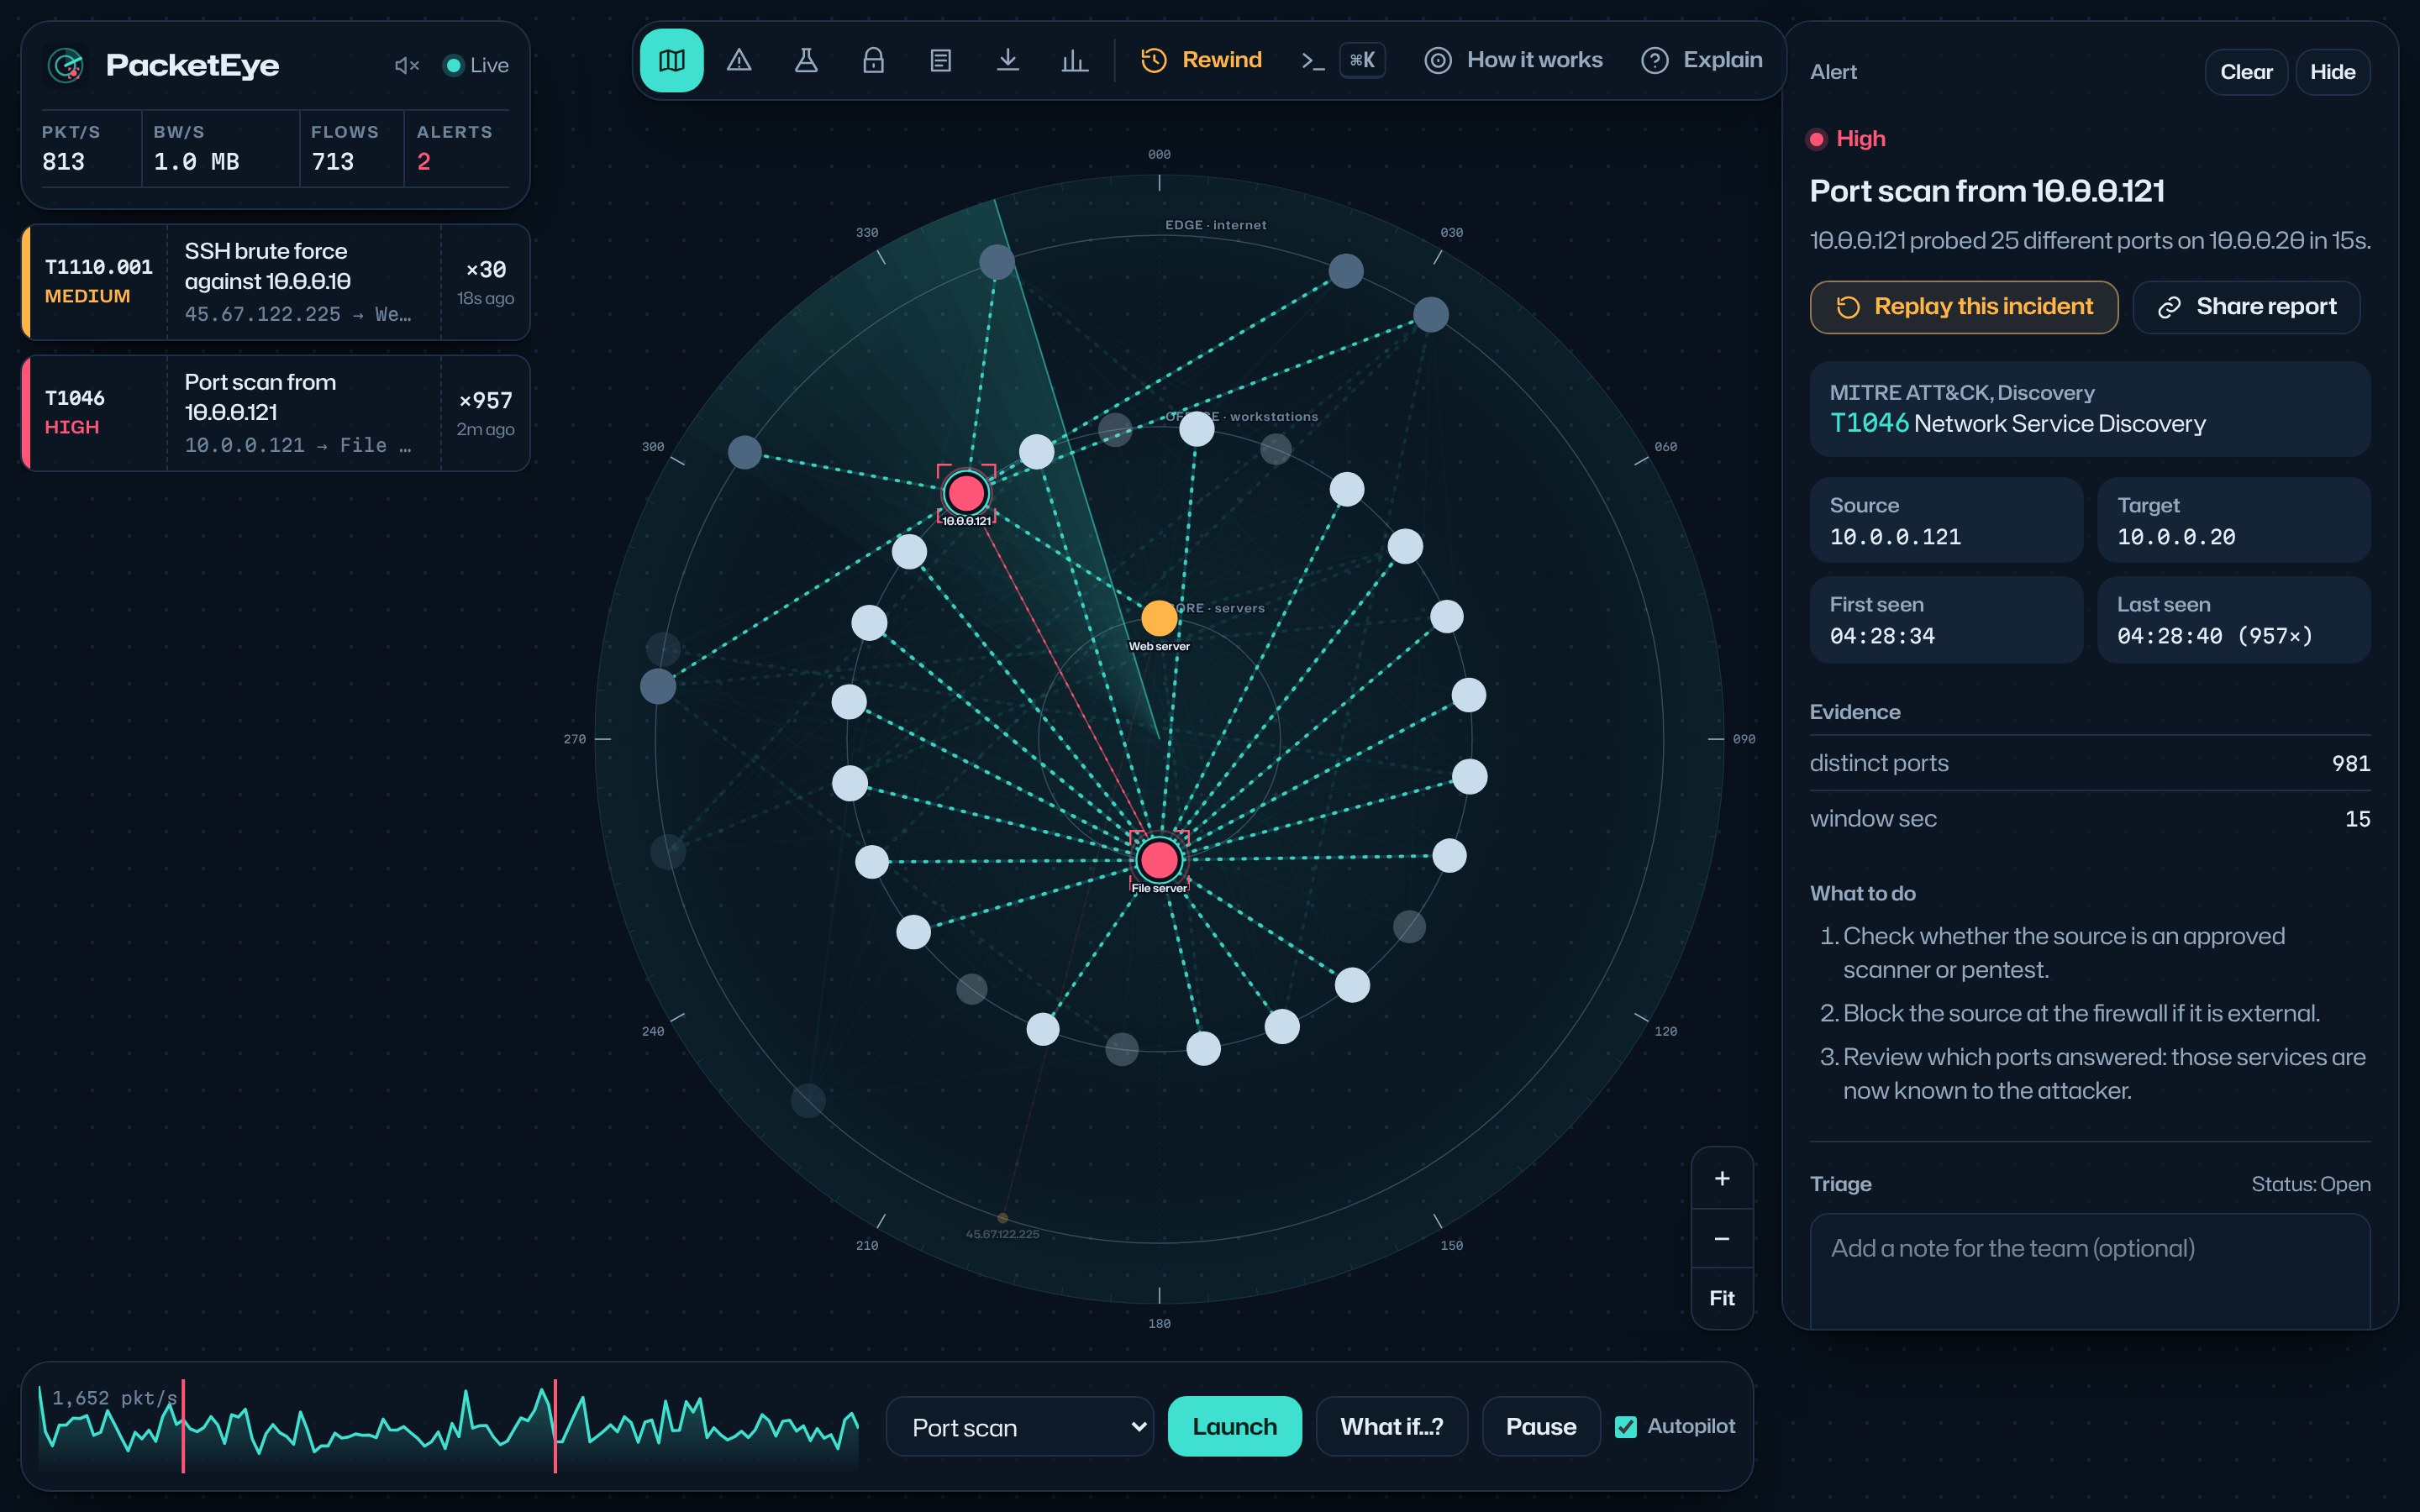 PacketEye
Live
PKT/S
813
BW/S
1.0 MB
FLOWS
713
ALERTS
2
T1110.001
MEDIUM
SSH brute force
against 10.0.0.10
45.67.122.225 → We…
×30
18s ago
T1046
HIGH
Port scan from
10.0.0.121
10.0.0.121 → File …
×957
2m ago
Rewind
⌘K
How it works
Explain
000
030
060
090
120
150
180
210
240
270
300
330
EDGE · internet
· workstations
· servers
10.0.0.121
Web server
File server
45.67.122.225
+
−
Fit
Alert
Clear
Hide
High
Port scan from 10.0.0.121
10.0.0.121 probed 25 different ports on 10.0.0.20 in 15s.
Replay this incident
Share report
MITRE ATT&CK, Discovery
T1046 Network Service Discovery
Source
10.0.0.121
Target
10.0.0.20
First seen
04:28:34
Last seen
04:28:40 (957×)
Evidence
distinct ports 981
window sec 15
What to do
1. Check whether the source is an approved
scanner or pentest.
2. Block the source at the firewall if it is external.
3. Review which ports answered: those services are
now known to the attacker.
Triage
Status: Open
Add a note for the team (optional)
1,652 pkt/s
Port scan
Launch
What if...?
Pause
Autopilot